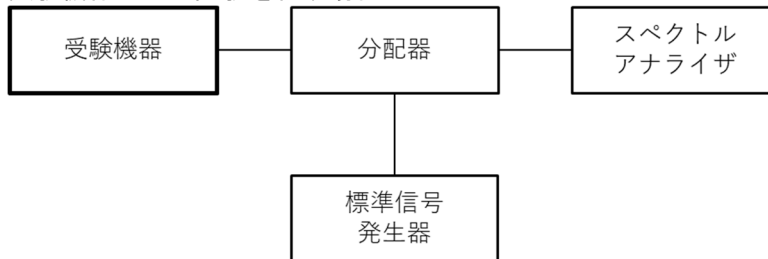 受験機器
分配器
スペクトル
アナライザ
標準信号
発生器